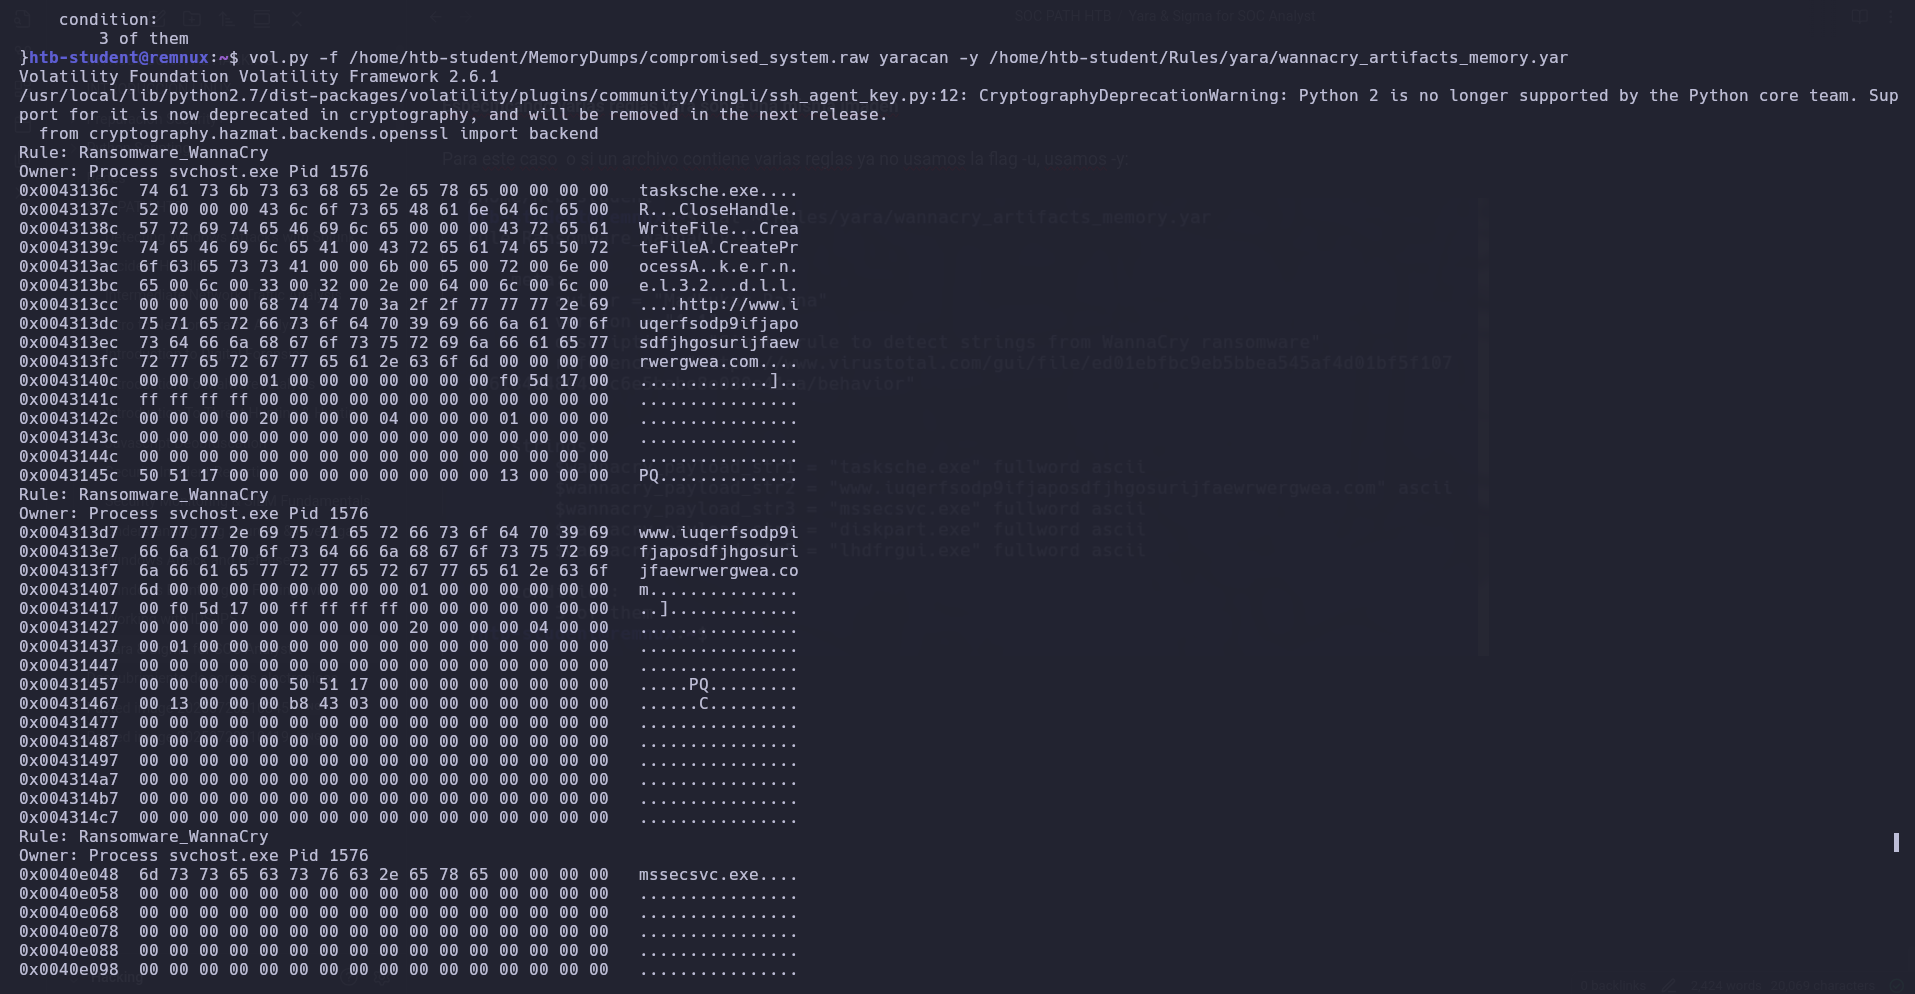 condition:
3 of them
}htb-student@remnux:~$ vol.py -f /home/htb-student/MemoryDumps/compromised_system.raw yaracan -y /home/htb-student/Rules/yara/wannacry_artifacts_memory.yar
Volatility Foundation Volatility Framework 2.6.1
/usr/local/lib/python2.7/dist-packages/volatility/plugins/community/YingLi/ssh_agent_key.py:12: CryptographyDeprecationWarning: Python 2 is no longer supported by the Python core team. Sup
port for it is now deprecated in cryptography, and will be removed in the next release.
  from cryptography.hazmat.backends.openssl import backend
Rule: Ransomware_WannaCry
Owner: Process svchost.exe Pid 1576
0x0043136c  74 61 73 6b 73 63 68 65 2e 65 78 65 00 00 00 00   tasksche.exe....
0x0043137c  52 00 00 00 43 6c 6f 73 65 48 61 6e 64 6c 65 00   R...CloseHandle.
0x0043138c  57 72 69 74 65 46 69 6c 65 00 00 00 43 72 65 61   WriteFile...Crea
0x0043139c  74 65 46 69 6c 65 41 00 43 72 65 61 74 65 50 72   teFileA.CreatePr
0x004313ac  6f 63 65 73 73 41 00 00 6b 00 65 00 72 00 6e 00   ocessA..k.e.r.n.
0x004313bc  65 00 6c 00 33 00 32 00 2e 00 64 00 6c 00 6c 00   e.l.3.2...d.l.l.
0x004313cc  00 00 00 00 68 74 74 70 3a 2f 2f 77 77 77 2e 69   ....http://www.i
0x004313dc  75 71 65 72 66 73 6f 64 70 39 69 66 6a 61 70 6f   uqerfsodp9ifjapo
0x004313ec  73 64 66 6a 68 67 6f 73 75 72 69 6a 66 61 65 77   sdfjhgosurijfaew
0x004313fc  72 77 65 72 67 77 65 61 2e 63 6f 6d 00 00 00 00   rwergwea.com....
0x0043140c  00 00 00 00 01 00 00 00 00 00 00 00 f0 5d 17 00   .............]..
0x0043141c  ff ff ff ff 00 00 00 00 00 00 00 00 00 00 00 00   ................
0x0043142c  00 00 00 00 20 00 00 00 04 00 00 00 01 00 00 00   ................
0x0043143c  00 00 00 00 00 00 00 00 00 00 00 00 00 00 00 00   ................
0x0043144c  00 00 00 00 00 00 00 00 00 00 00 00 00 00 00 00   ................
0x0043145c  50 51 17 00 00 00 00 00 00 00 00 00 13 00 00 00   PQ..............
Rule: Ransomware_WannaCry
Owner: Process svchost.exe Pid 1576
0x004313d7  77 77 77 2e 69 75 71 65 72 66 73 6f 64 70 39 69   www.iuqerfsodp9i
0x004313e7  66 6a 61 70 6f 73 64 66 6a 68 67 6f 73 75 72 69   fjaposdfjhgosuri
0x004313f7  6a 66 61 65 77 72 77 65 72 67 77 65 61 2e 63 6f   jfaewrwergwea.co
0x00431407  6d 00 00 00 00 00 00 00 00 01 00 00 00 00 00 00   m...............
0x00431417  00 f0 5d 17 00 ff ff ff ff 00 00 00 00 00 00 00   ..].............
0x00431427  00 00 00 00 00 00 00 00 00 20 00 00 00 04 00 00   ................
0x00431437  00 01 00 00 00 00 00 00 00 00 00 00 00 00 00 00   ................
0x00431447  00 00 00 00 00 00 00 00 00 00 00 00 00 00 00 00   ................
0x00431457  00 00 00 00 00 50 51 17 00 00 00 00 00 00 00 00   .....PQ.........
0x00431467  00 13 00 00 00 b8 43 03 00 00 00 00 00 00 00 00   ......C.........
0x00431477  00 00 00 00 00 00 00 00 00 00 00 00 00 00 00 00   ................
0x00431487  00 00 00 00 00 00 00 00 00 00 00 00 00 00 00 00   ................
0x00431497  00 00 00 00 00 00 00 00 00 00 00 00 00 00 00 00   ................
0x004314a7  00 00 00 00 00 00 00 00 00 00 00 00 00 00 00 00   ................
0x004314b7  00 00 00 00 00 00 00 00 00 00 00 00 00 00 00 00   ................
0x004314c7  00 00 00 00 00 00 00 00 00 00 00 00 00 00 00 00   ................
Rule: Ransomware_WannaCry
Owner: Process svchost.exe Pid 1576
0x0040e048  6d 73 73 65 63 73 76 63 2e 65 78 65 00 00 00 00   mssecsvc.exe....
0x0040e058  00 00 00 00 00 00 00 00 00 00 00 00 00 00 00 00   ................
0x0040e068  00 00 00 00 00 00 00 00 00 00 00 00 00 00 00 00   ................
0x0040e078  00 00 00 00 00 00 00 00 00 00 00 00 00 00 00 00   ................
0x0040e088  00 00 00 00 00 00 00 00 00 00 00 00 00 00 00 00   ................
0x0040e098  00 00 00 00 00 00 00 00 00 00 00 00 00 00 00 00   ................